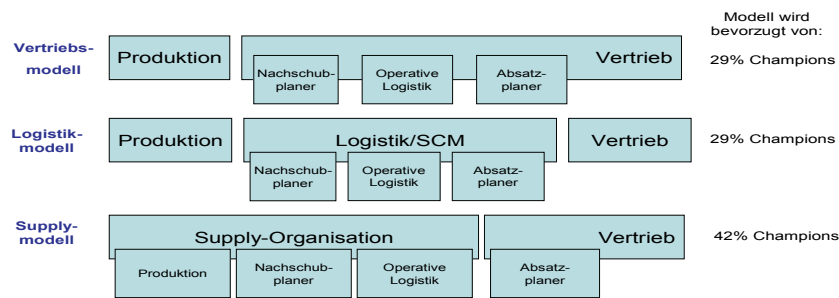 Modell wird
bevorzugt von:
Vertriebs-
modell
Produktion
Vertrieb
29% Champions
Nachschub-
planer
Operative
Logistik
Absatz-
planer
Logistik-
modell
Produktion
Logistik/SCM
Vertrieb
29% Champions
Nachschub-
planer
Operative
Logistik
Absatz-
planer
Supply-
modell
Supply-Organisation
Vertrieb
42% Champions
Produktion
Nachschub-
planer
Operative
Logistik
Absatz-
planer